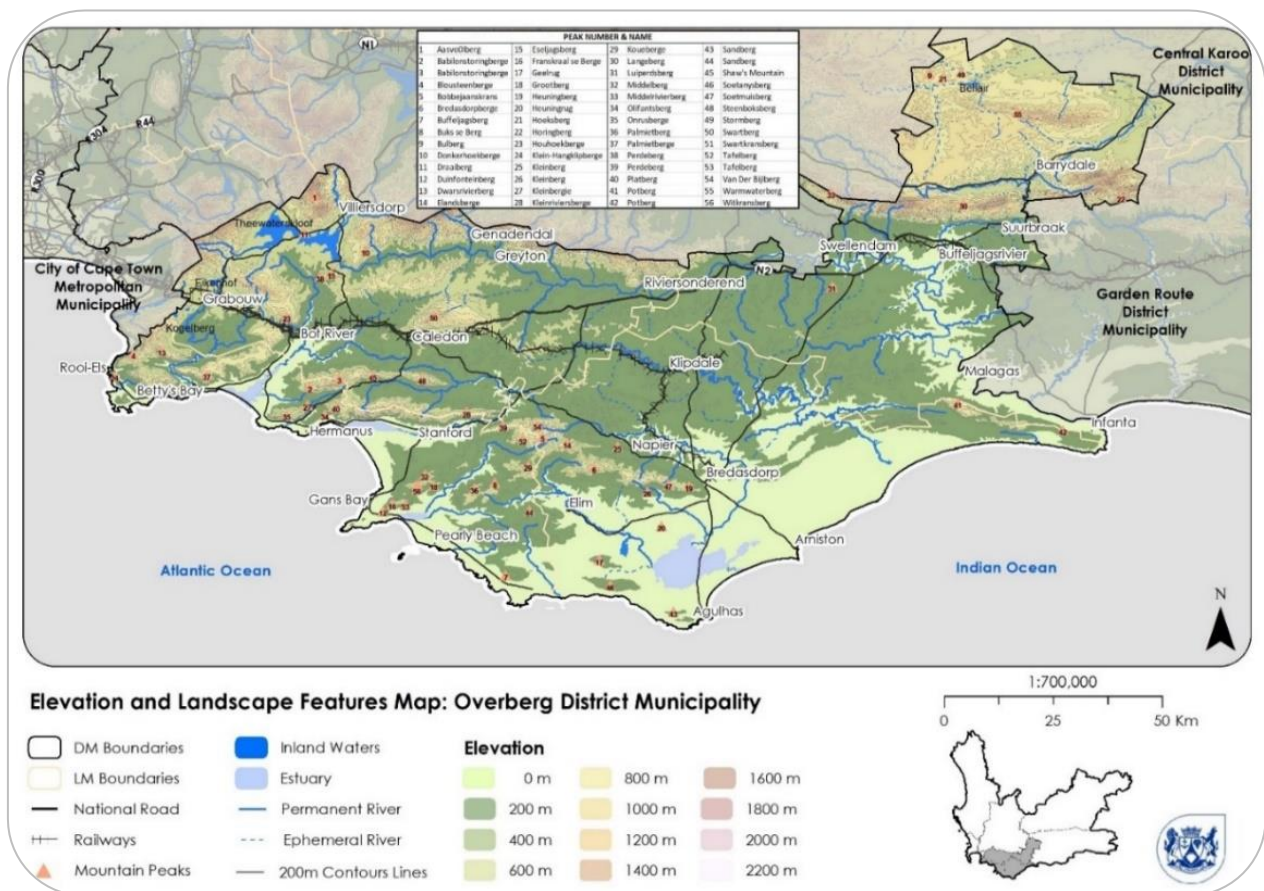 N1
R44
R304
R300
PEAK NUMBER & NAME
1 Aasvoëlberg 15 Eseljagsberg 29 Koueberge 43 Sandberg
2 Babilonstoringberge 16 Franskraal se Berge 30 Langeberg 44 Sandberg
3 Babilonstoringberge 17 Geelrug 31 Luipertsberg 45 Shaw's Mountain
4 Blousteenberge 18 Grootberg 32 Middelberg 46 Soetanysberg
5 Bobbejaanskrans 19 Heuningberg 33 Middelrivierberg 47 Soetmuisberg
6 Bredasdorpberge 20 Heuningrug 34 Olifantsberg 48 Steenboksberg
7 Buffeljagsberg 21 Hoeksberg 35 Onrusberge 49 Stormberg
8 Buks se Berg 22 Horingberg 36 Palmietberg 50 Swartberg
9 Bulberg 23 Houhoekberge 37 Palmietberge 51 Swartkransberg
10 Donkerhoekberge 24 Klein-Hangklipberge 38 Perdeberg 52 Tafelberg
11 Draaiberg 25 Kleinberg 39 Perdeberg 53 Tafelberg
12 Duinfonteinberg 26 Kleinberg 40 Platberg 54 Van Der Bijlberg
13 Dwarsrivierberg 27 Kleinbergie 41 Potberg 55 Warmwaterberg
14 Elandsberge 28 Kleinriviersberge 42 Potberg 56 Witkransberg
Central Karoo
District
Municipality
Bellair
Barrydale
Villiersdorp
Theewaterskloof
Genadendal
Greyton
Suurbraak
Swellendam
Buffeljagsrivier
City of Cape Town
Metropolitan
Municipality
Eikenhof
Grabouw
N2
Riviersonderend
Garden Route
District
Municipality
Kogelberg
Bot River
Caledon
Klipdale
Rool-Els
Betty's Bay
Malagas
Hermanus
Stanford
Napier
Infanta
Bredasdorp
Gans Bay
Elim
Pearly Beach
Arniston
Atlantic Ocean
Indian Ocean
Agulhas
N
Elevation and Landscape Features Map: Overberg District Municipality
1:700,000
0 25 50 Km
DM Boundaries
LM Boundaries
National Road
Railways
Mountain Peaks
Inland Waters
Estuary
Permanent River
Ephemeral River
200m Contours Lines
Elevation
0 m
200 m
400 m
600 m
800 m
1000 m
1200 m
1400 m
1600 m
1800 m
2000 m
2200 m